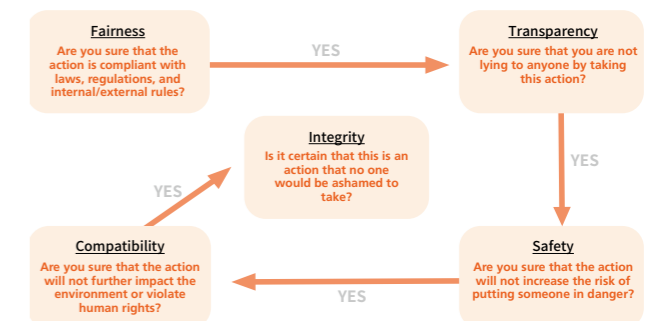 Fairness
Are you sure that the
action is compliant with
laws, regulations, and
internal/external rules?
YES
Transparency
Are you sure that you are not
lying to anyone by taking
this action?
YES
Safety
Are you sure that the action
will not increase the risk of
putting someone in danger?
YES
Compatibility
Are you sure that the action
will not further impact the
environment or violate
human rights?
YES
Integrity
Is it certain that this is an
action that no one
would be ashamed to
take?